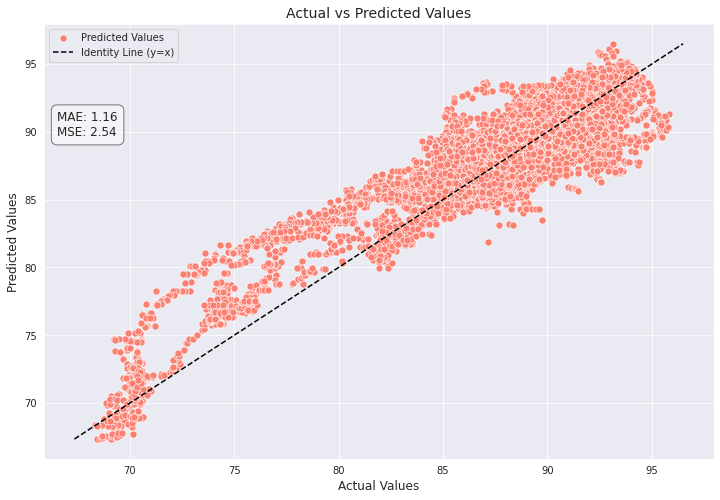 Actual vs Predicted Values
Predicted Values
Identity Line (y=x)
MAE: 1.16
MSE: 2.54
Predicted Values
95
90
85
80
75
70
70 75 80 85 90 95
Actual Values